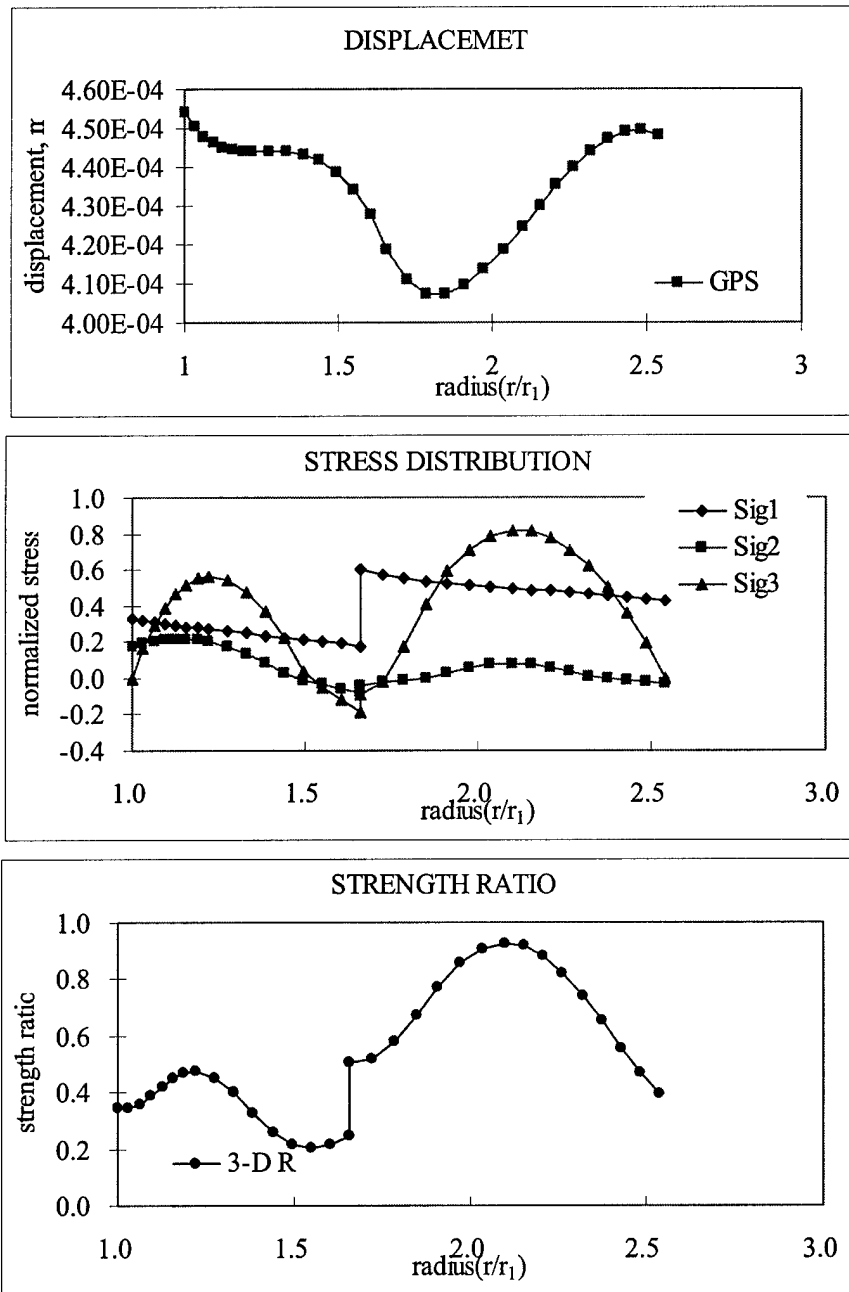 DISPLACEMET
4.60E-04
4.50E-04
4.40E-04
4.30E-04
4.20E-04
4.10E-04
4.00E-04
displacement, m
GPS
1
1.5
2
2.5
3
radius(r/r1)
STRESS DISTRIBUTION
1.0
0.8
0.6
0.4
0.2
0.0
-0.2
-0.4
normalized stress
Sig1
Sig2
Sig3
1.0
1.5
2.0
2.5
3.0
radius(r/r1)
STRENGTH RATIO
1.0
0.8
0.6
0.4
0.2
0.0
strength ratio
3-D R
1.0
1.5
2.0
2.5
3.0
radius(r/r1)